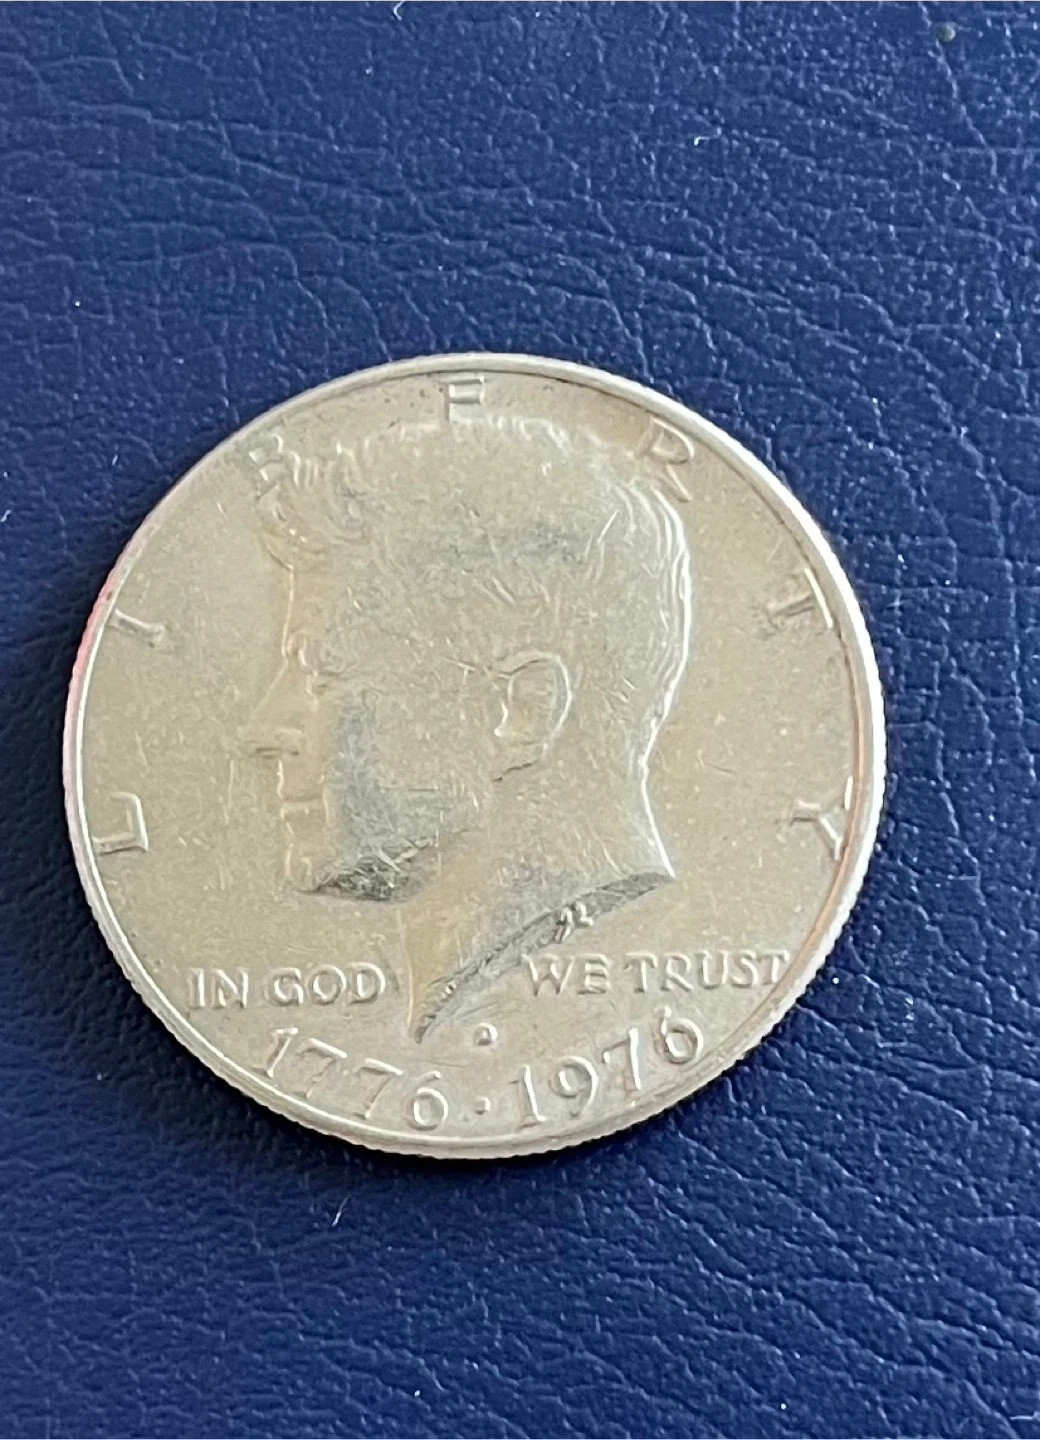 LIBERTY
IN GOD WE TRUST
D
1776·1976